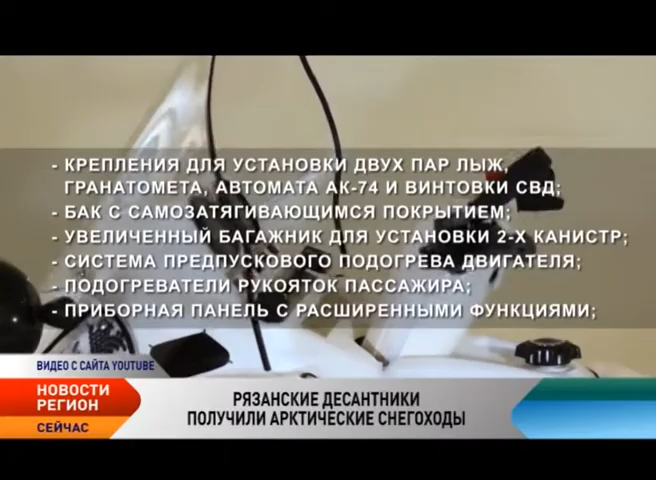 - КРЕПЛЕНИЯ ДЛЯ УСТАНОВКИ ДВУХ ПАР ЛЫЖ,
ГРАНАТОМЕТА, АВТОМАТА АК-74 И ВИНТОВКИ СВД;
- БАК С САМОЗАТЯГИВАЮЩИМСЯ ПОКРЫТИЕМ;
- УВЕЛИЧЕННЫЙ БАГАЖНИК ДЛЯ УСТАНОВКИ 2-Х КАНИСТР;
- СИСТЕМА ПРЕДПУСКОВОГО ПОДОГРЕВА ДВИГАТЕЛЯ;
- ПОДОГРЕВАТЕЛИ РУКОЯТОК ПАССАЖИРА;
- ПРИБОРНАЯ ПАНЕЛЬ С РАСШИРЕННЫМИ ФУНКЦИЯМИ;
ВИДЕО С САЙТА YOUTUBE
НОВОСТИ
РЕГИОН
СЕЙЧАС
РЯЗАНСКИЕ ДЕСАНТНИКИ
ПОЛУЧИЛИ АРКТИЧЕСКИЕ СНЕГОХОДЫ